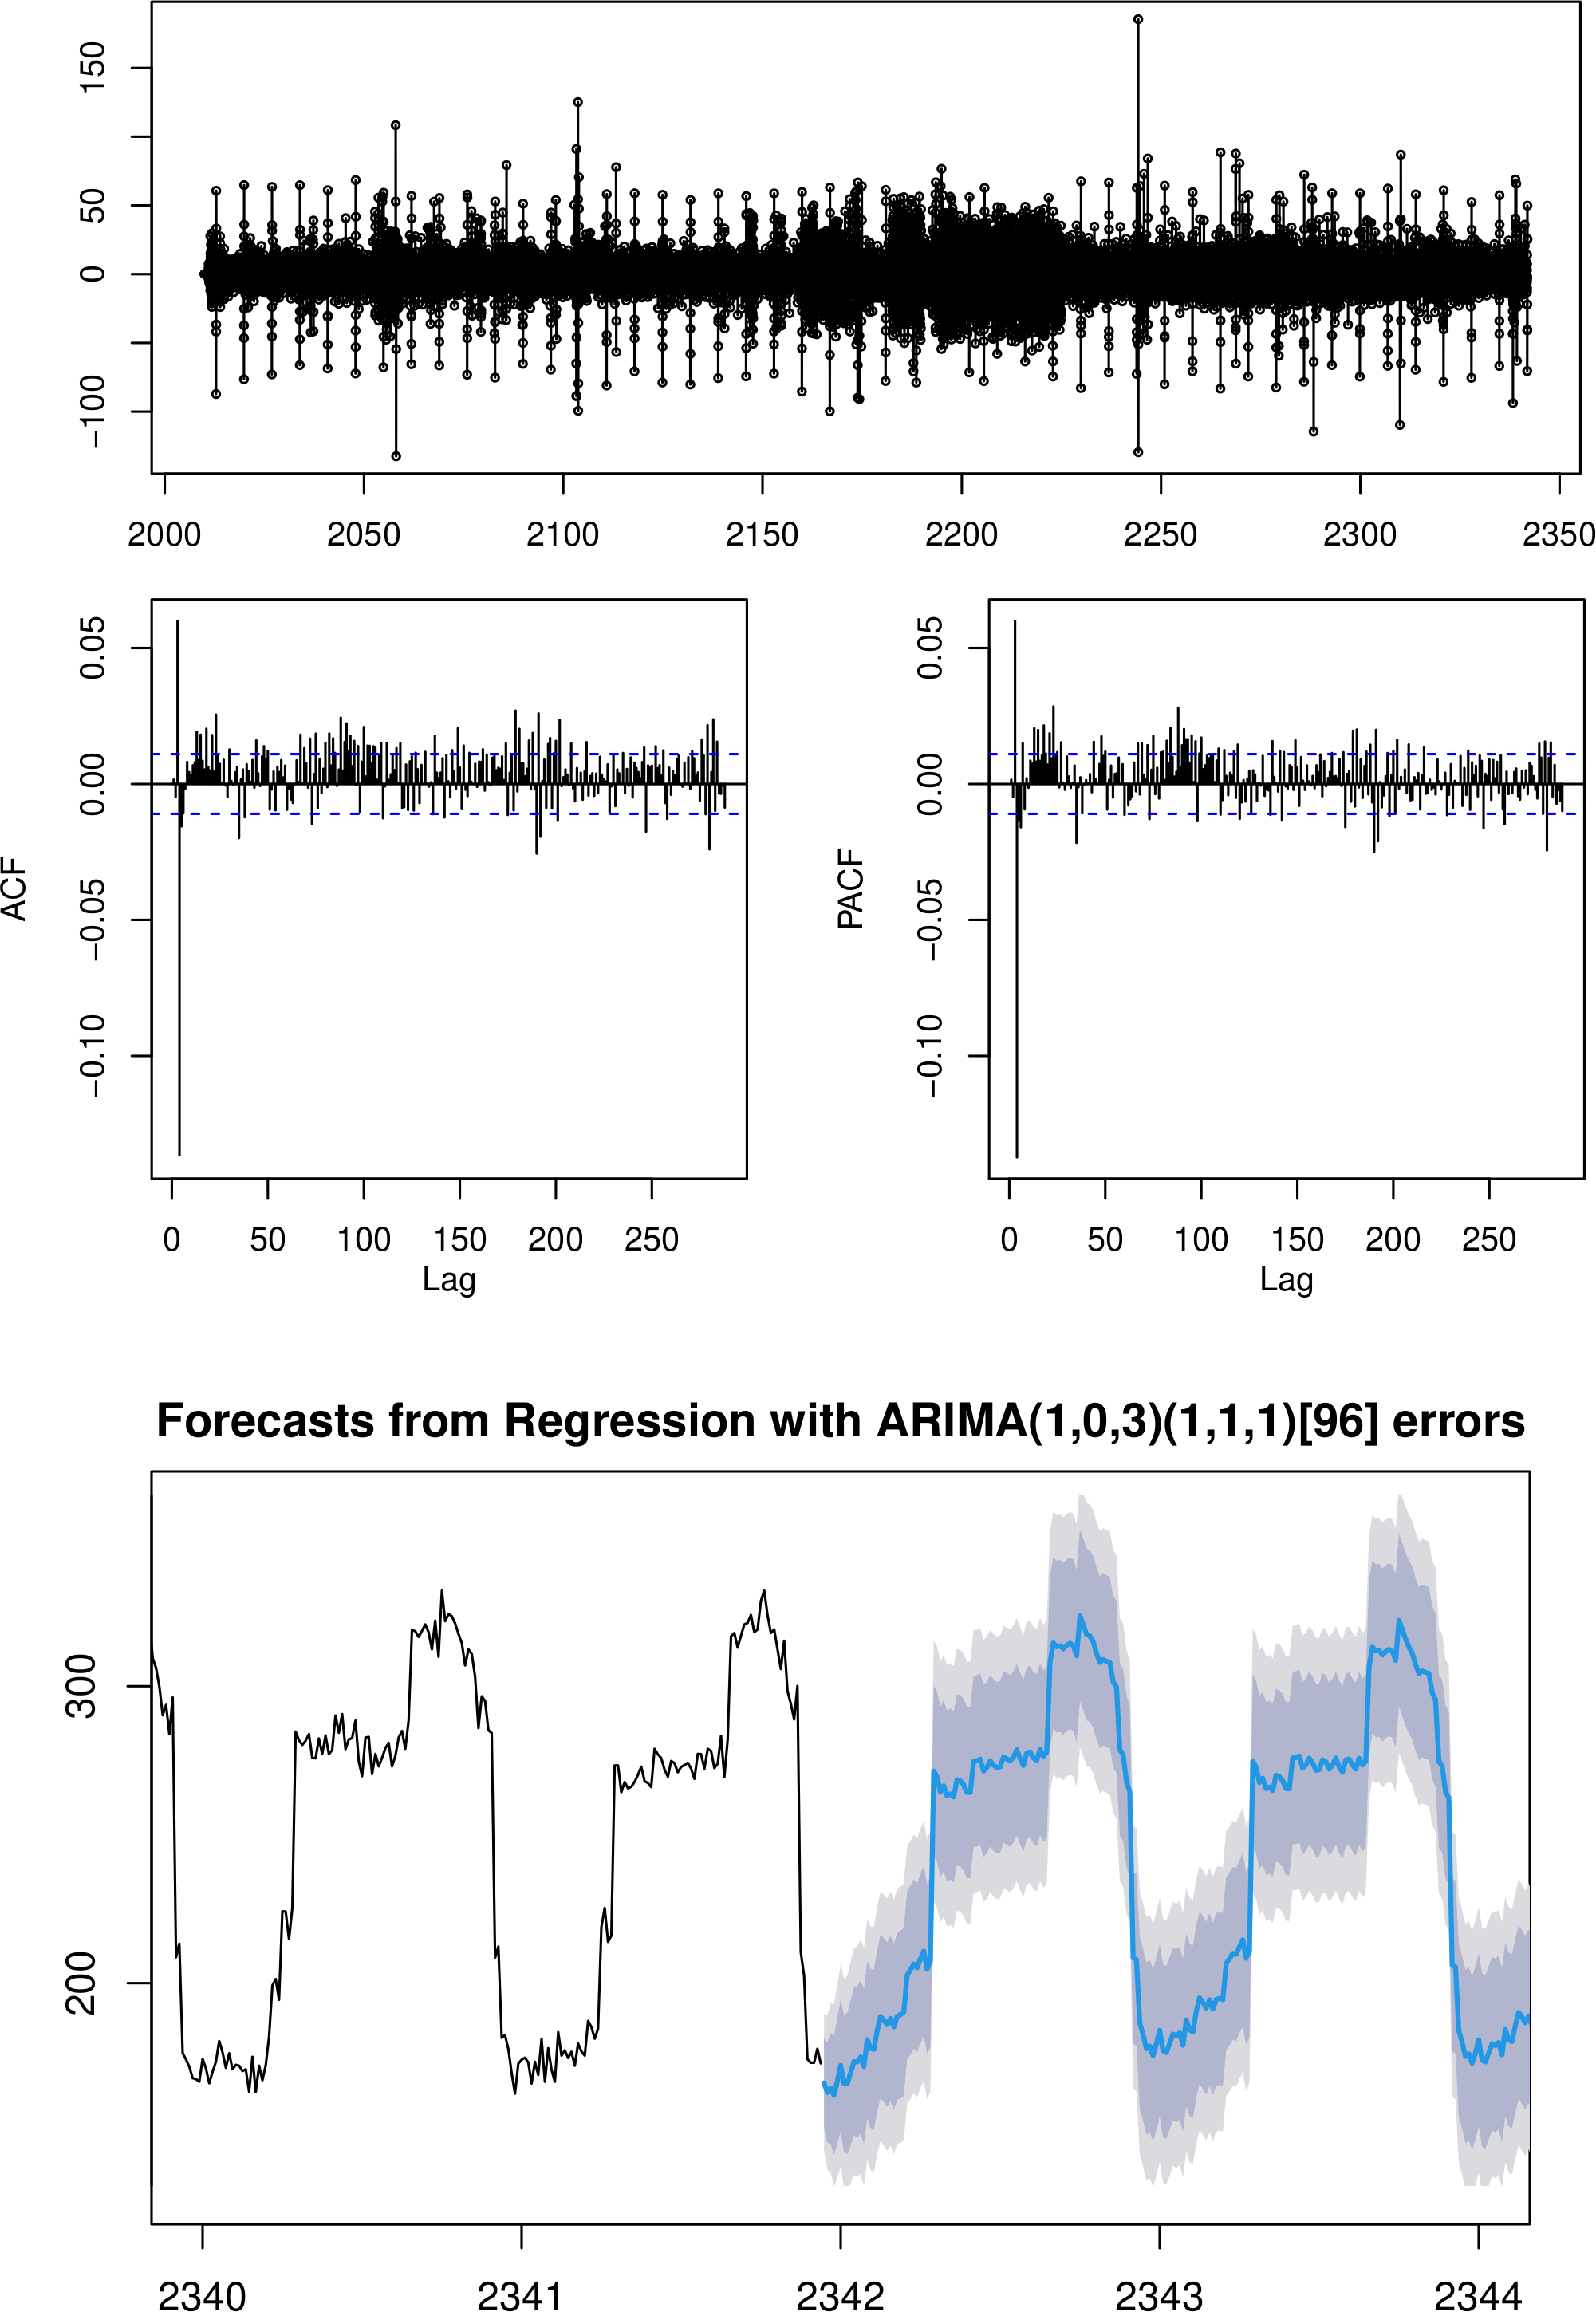 150
50
0
−100
2000 2050 2100 2150 2200 2250 2300 2350
ACF
0.05
0.00
−0.05
−0.10
0 50 100 150 200 250
Lag
PACF
0.05
0.00
−0.05
−0.10
0 50 100 150 200 250
Lag
Forecasts from Regression with ARIMA(1,0,3)(1,1,1)[96] errors
300
200
2340 2341 2342 2343 2344